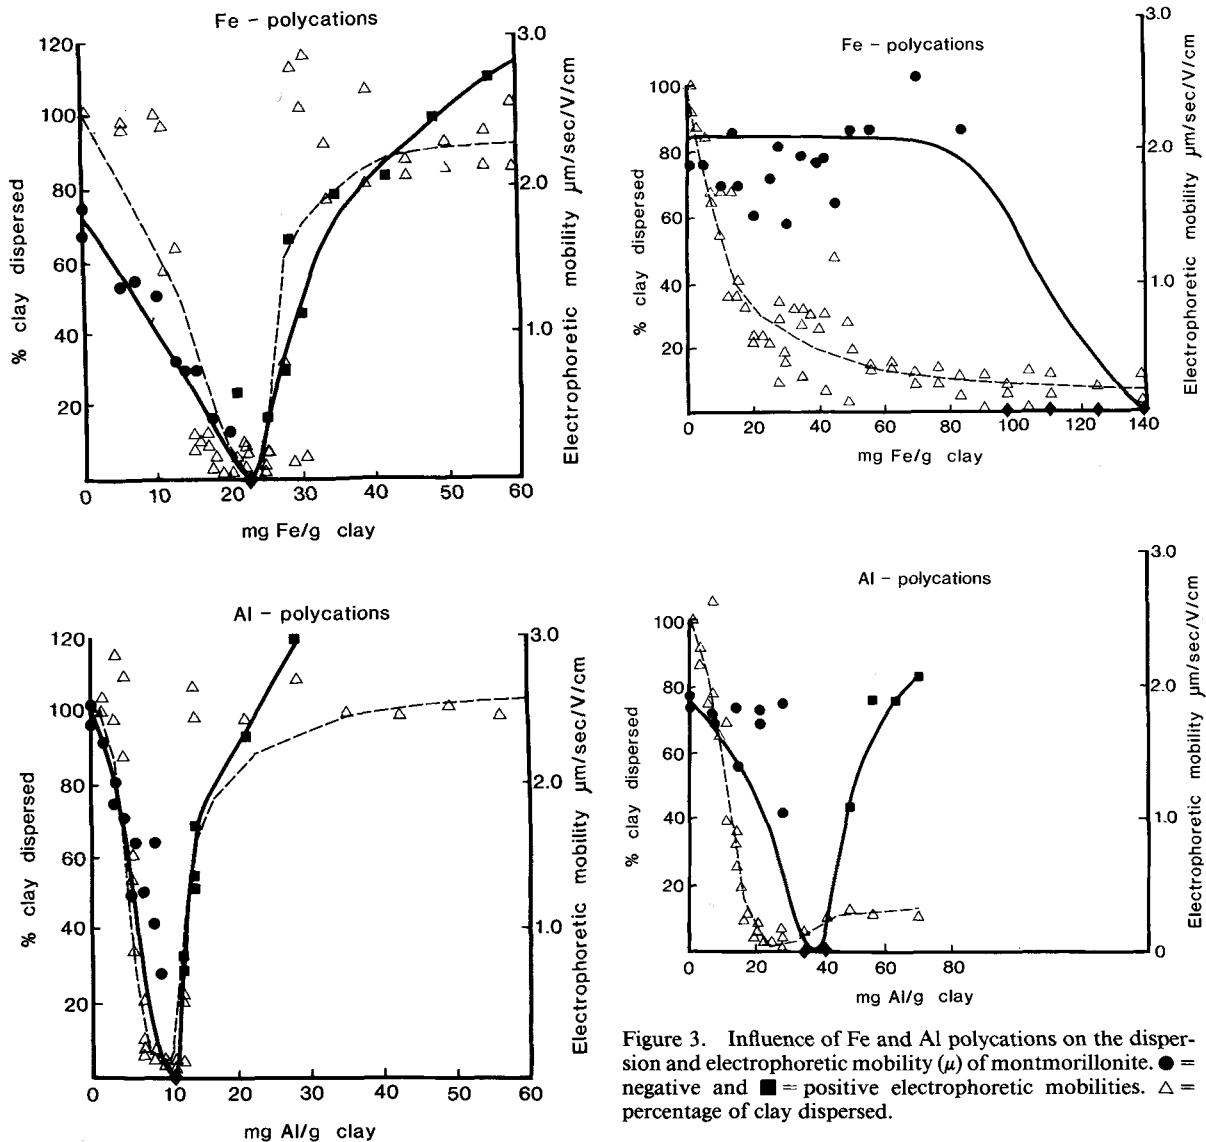 Fe – polycations
120
100
80
60
40
20
% clay dispersed
3.0
2.0
1.0
Electrophoretic mobility µm/sec/V/cm
0 10 20 30 40 50 60
mg Fe/g clay
Fe – polycations
100
80
60
40
20
% clay dispersed
3.0
2.0
1.0
Electrophoretic mobility µm/sec/V/cm
0 20 40 60 80 100 120 140
mg Fe/g clay
Al – polycations
120
100
80
60
40
20
% clay dispersed
3.0
2.0
1.0
Electrophoretic mobility µm/sec/V/cm
0 10 20 30 40 50 60
mg Al/g clay
Al – polycations
100
80
60
40
20
% clay dispersed
3.0
2.0
1.0
0
Electrophoretic mobility µm/sec/V/cm
0 20 40 60 80
mg Al/g clay
Figure 3. Influence of Fe and Al polycations on the disper-
sion and electrophoretic mobility (µ) of montmorillonite. ● =
negative and ■ = positive electrophoretic mobilities. △ =
percentage of clay dispersed.